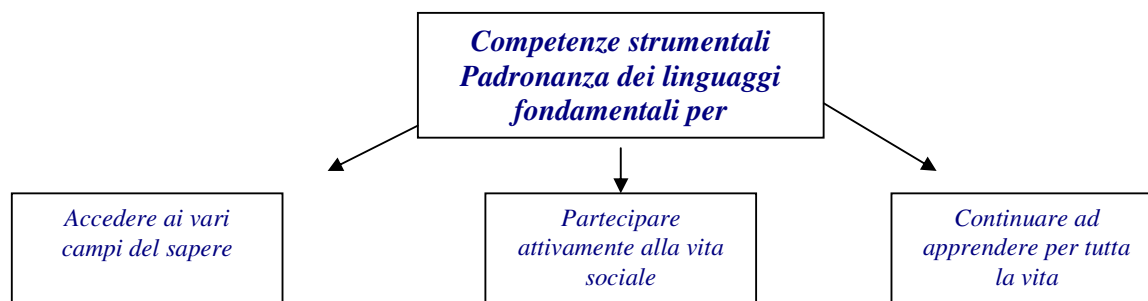 Competenze strumentali
Padronanza dei linguaggi
fondamentali per
Accedere ai vari
campi del sapere
Partecipare
attivamente alla vita
sociale
Continuare ad
apprendere per tutta
la vita